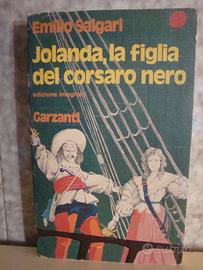 Emilio Salgari
Jolanda, la figlia
del corsaro nero
edizione integrale
Garzanti
subito